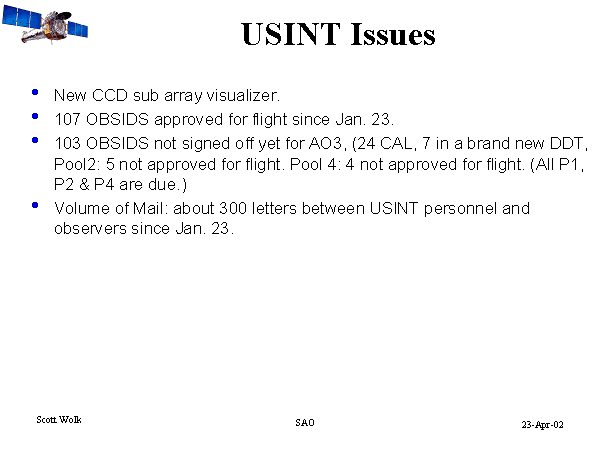 USINT Issues
• New CCD sub array visualizer.
• 107 OBSIDS approved for flight since Jan. 23.
• 103 OBSIDS not signed off yet for AO3, (24 CAL, 7 in a brand new DDT,
Pool2: 5 not approved for flight. Pool 4: 4 not approved for flight. (All P1,
P2 & P4 are due.)
• Volume of Mail: about 300 letters between USINT personnel and
observers since Jan. 23.
Scott Wolk
SAO
23-Apr-02